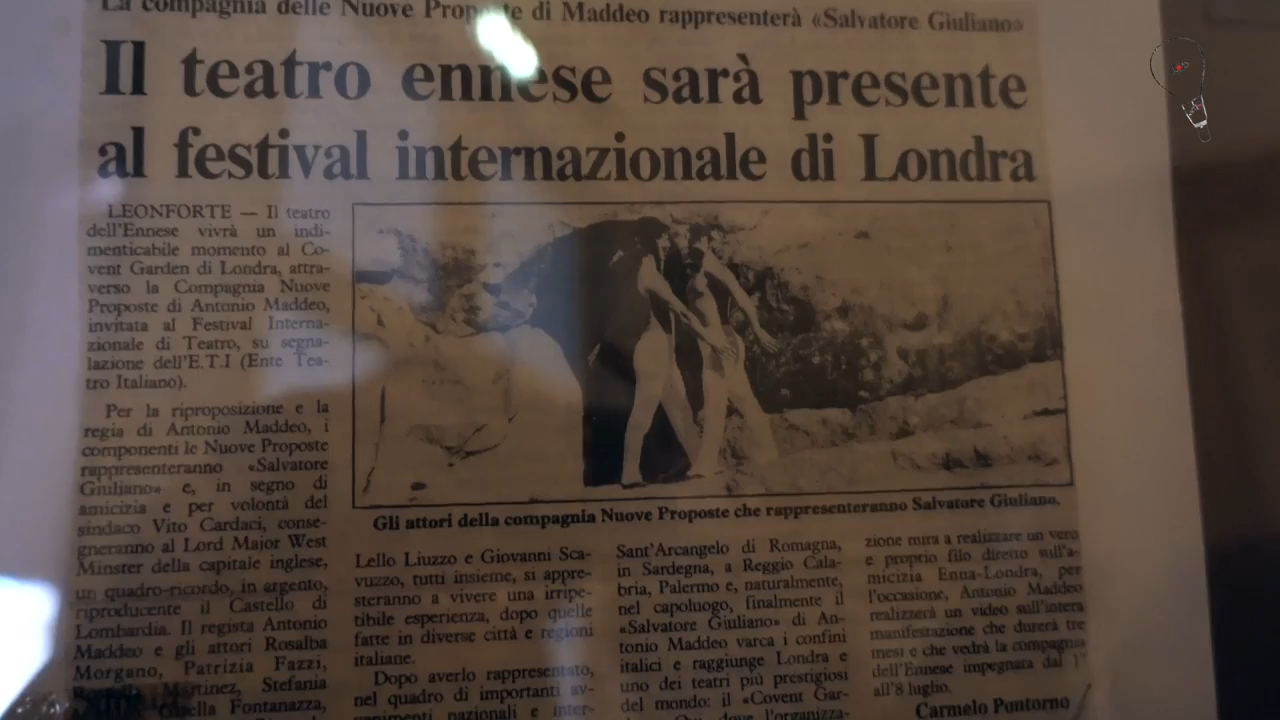 La compagnia delle Nuove Proposte di Maddeo rappresenterà «Salvatore Giuliano»
Il teatro ennese sarà presente
al festival internazionale di Londra
LEONFORTE — Il teatro
dell'Ennese vivrà un indi-
menticabile momento al Co-
vent Garden di Londra, attra-
verso la Compagnia Nuove
Proposte di Antonio Maddeo,
invitata al Festival Interna-
zionale di Teatro, su segna-
lazione dell'E.T.I (Ente Tea-
tro Italiano).
Per la riproposizione e la
regia di Antonio Maddeo, i
componenti le Nuove Proposte
rappresenteranno «Salvatore
Giuliano» e, in segno di
amicizia e per volontà del
sindaco Vito Cardaci, conse-
gneranno al Lord Major West
Minster della capitale inglese,
un quadro-ricordo, in argento,
riproducente il Castello di
Lombardia. Il regista Antonio
Maddeo e gli attori Rosalba
Morgano, Patrizia Fazzi,
Martinez, Stefania
Fontanazza,
Gli attori della compagnia Nuove Proposte che rappresenteranno Salvatore Giuliano.
Lello Liuzzo e Giovanni Sca-
vuzzo, tutti insieme, si appre-
steranno a vivere una irripe-
tibile esperienza, dopo quelle
fatte in diverse città e regioni
italiane.
Dopo averlo rappresentato,
nel quadro di importanti av-
venimenti nazionali e inter-
Sant'Arcangelo di Romagna,
in Sardegna, a Reggio Cala-
bria, Palermo e, naturalmente,
nel capoluogo, finalmente il
«Salvatore Giuliano» di An-
tonio Maddeo varca i confini
italici e raggiunge Londra e
uno dei teatri più prestigiosi
del mondo: il «Covent Gar-
dove l'organizza-
zione mira a realizzare un vero
e proprio filo diretto sull'a-
micizia Enna-Londra, per
l'occasione, Antonio Maddeo
realizzerà un video sull'intera
manifestazione che durerà tre
mesi e che vedrà la compagnia
dell'Ennese impegnata dal 1°
all'8 luglio.
Carmelo Pontorno